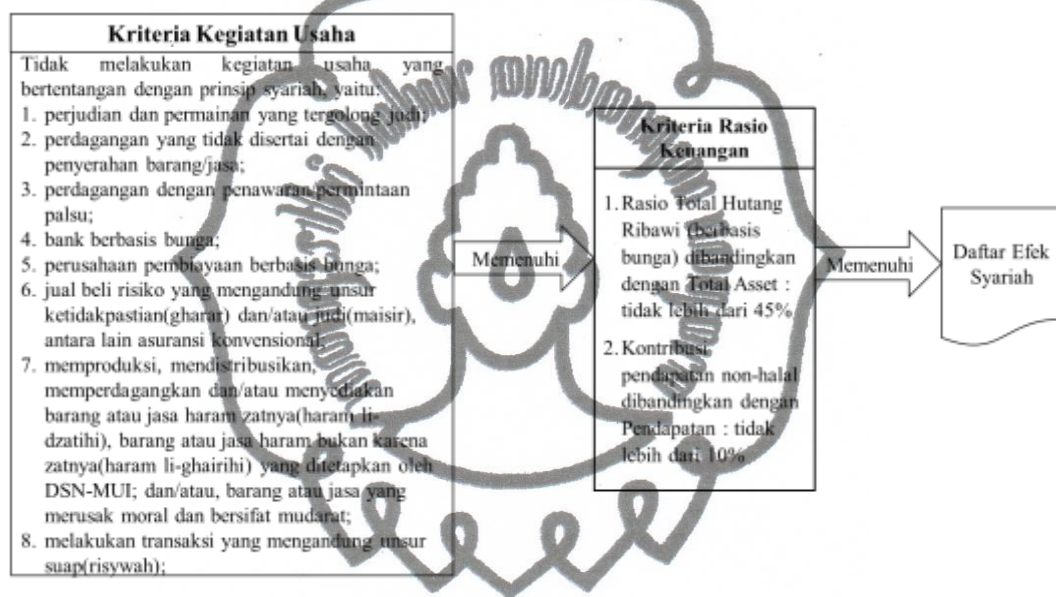 Kriteria Kegiatan Usaha
Tidak melakukan kegiatan usaha yang
bertentangan dengan prinsip syariah, yaitu:
1. perjudian dan permainan yang tergolong judi;
2. perdagangan yang tidak disertai dengan
penyerahan barang/jasa;
3. perdagangan dengan penawaran/permintaan
palsu;
4. bank berbasis bunga;
5. perusahaan pembiayaan berbasis bunga;
6. jual beli risiko yang mengandung unsur
ketidakpastian(gharar) dan/atau judi(maisir),
antara lain asuransi konvensional;
7. memproduksi, mendistribusikan,
memperdagangkan dan/atau menyediakan
barang atau jasa haram zatnya(haram li-
dzatihi), barang atau jasa haram bukan karena
zatnya(haram li-ghairihi) yang ditetapkan oleh
DSN-MUI; dan/atau, barang atau jasa yang
merusak moral dan bersifat mudarat;
8. melakukan transaksi yang mengandung unsur
suap(risywah);
Memenuhi
Kriteria Rasio
Keuangan
1. Rasio Total Hutang
Ribawi (berbasis
bunga) dibandingkan
dengan Total Asset :
tidak lebih dari 45%
2. Kontribusi
pendapatan non-halal
dibandingkan dengan
Pendapatan : tidak
lebih dari 10%
Memenuhi
Daftar Efek
Syariah